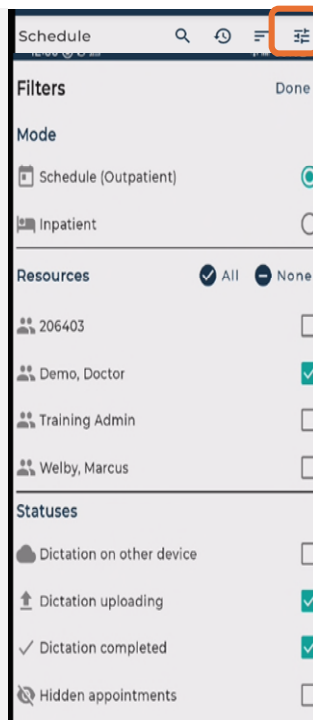 Schedule
Filters Done
Mode
Schedule (Outpatient)
Inpatient
Resources All None
206403
Demo, Doctor
Training Admin
Welby, Marcus
Statuses
Dictation on other device
Dictation uploading
Dictation completed
Hidden appointments